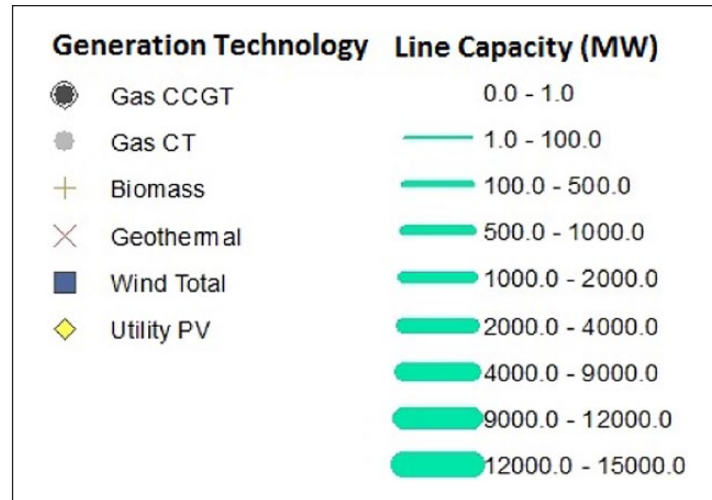 Generation Technology
Gas CCGT
Gas CT
Biomass
Geothermal
Wind Total
Utility PV
Line Capacity (MW)
0.0 - 1.0
1.0 - 100.0
100.0 - 500.0
500.0 - 1000.0
1000.0 - 2000.0
2000.0 - 4000.0
4000.0 - 9000.0
9000.0 - 12000.0
12000.0 - 15000.0